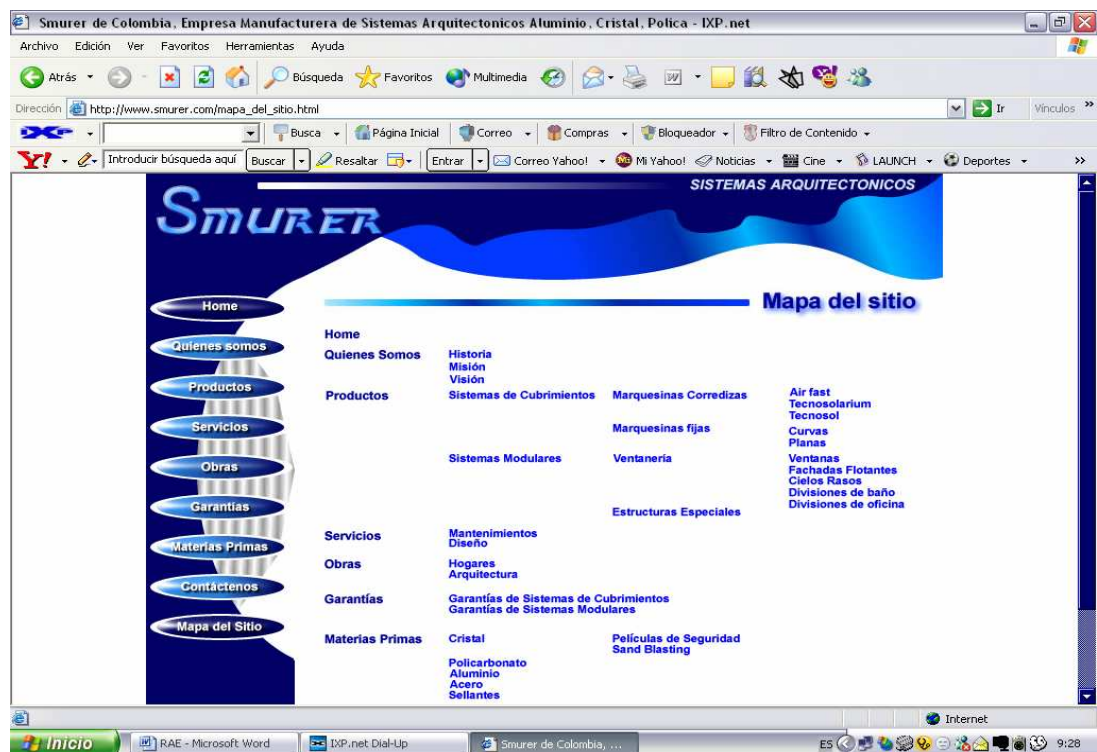 Smurer de Colombia, Empresa Manufacturera de Sistemas Arquitectonicos Aluminio, Cristal, Polica - IXP.net
Archivo Edición Ver Favoritos Herramientas Ayuda
Atrás Búsqueda Favoritos Multimedia
Dirección http://www.smurer.com/mapa_del_sitio.html Ir Vínculos »
Busca Página Inicial Correo Compras Bloqueador Filtro de Contenido
Y! Introducir búsqueda aquí Buscar Resaltar Entrar Correo Yahoo! Mi Yahoo! Noticias Cine LAUNCH Deportes »
SISTEMAS ARQUITECTONICOS
SMURER
Mapa del sitio
Home
Quienes somos
Productos
Servicios
Obras
Garantías
Materias Primas
Contáctenos
Mapa del Sitio
Home
Quienes Somos Historia
Misión
Visión
Productos Sistemas de Cubrimientos Marquesinas Corredizas Air fast
Tecnosolarium
Tecnosol
Marquesinas fijas Curvas
Planas
Sistemas Modulares Ventanería Ventanas
Fachadas Flotantes
Cielos Rasos
Divisiones de baño
Divisiones de oficina
Estructuras Especiales
Servicios Mantenimientos
Diseño
Obras Hogares
Arquitectura
Garantías Garantías de Sistemas de Cubrimientos
Garantías de Sistemas Modulares
Materias Primas Cristal Películas de Seguridad
Sand Blasting
Policarbonato
Aluminio
Acero
Sellantes
Internet
Inicio RAE - Microsoft Word IXP.net Dial-Up Smurer de Colombia, ... ES 9:28